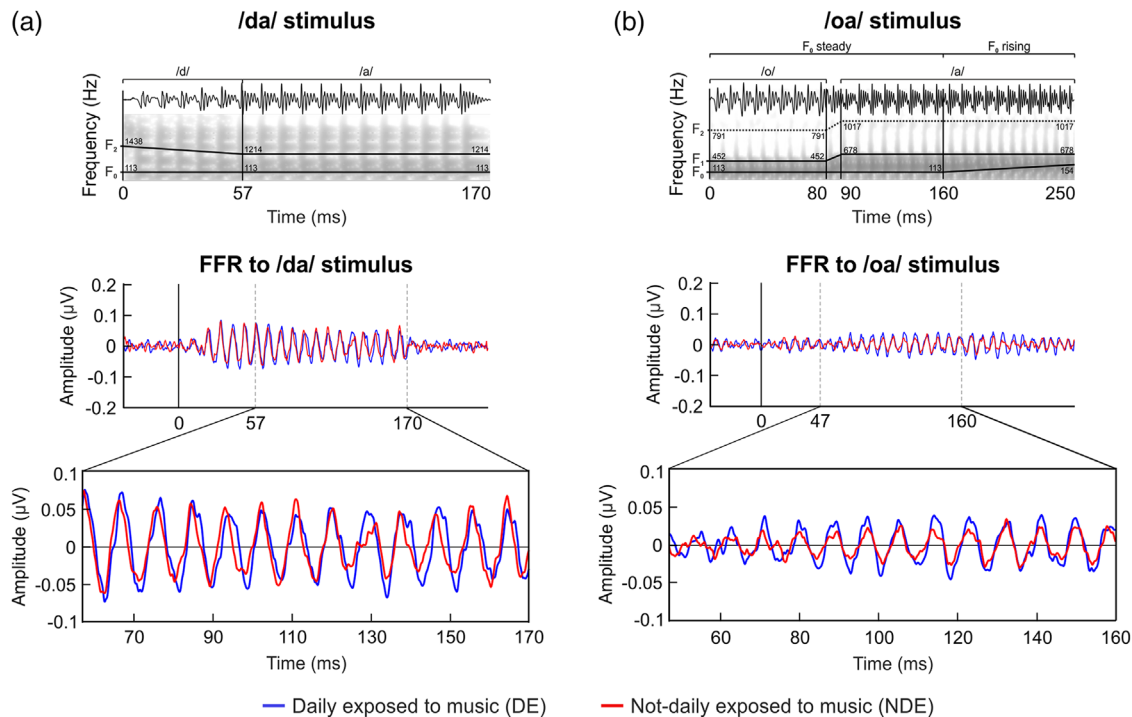 (a)
/da/ stimulus
/d/
/a/
Frequency (Hz)
F2
1438
1214
1214
F0
113
113
113
0
57
170
Time (ms)
FFR to /da/ stimulus
Amplitude (μV)
0.2
0.1
0
-0.1
-0.2
0
57
170
Amplitude (μV)
0.1
0.05
0
-0.05
-0.1
70
90
110
130
150
170
Time (ms)
(b)
/oa/ stimulus
F0 steady
F0 rising
/o/
/a/
Frequency (Hz)
F2
791
791
1017
1017
F1
452
452
678
678
F0
113
113
154
0
80
90
160
250
Time (ms)
FFR to /oa/ stimulus
Amplitude (μV)
0.2
0.1
0
-0.1
-0.2
0
47
160
Amplitude (μV)
0.1
0.05
0
-0.05
-0.1
60
80
100
120
140
160
Time (ms)
Daily exposed to music (DE)
Not-daily exposed to music (NDE)